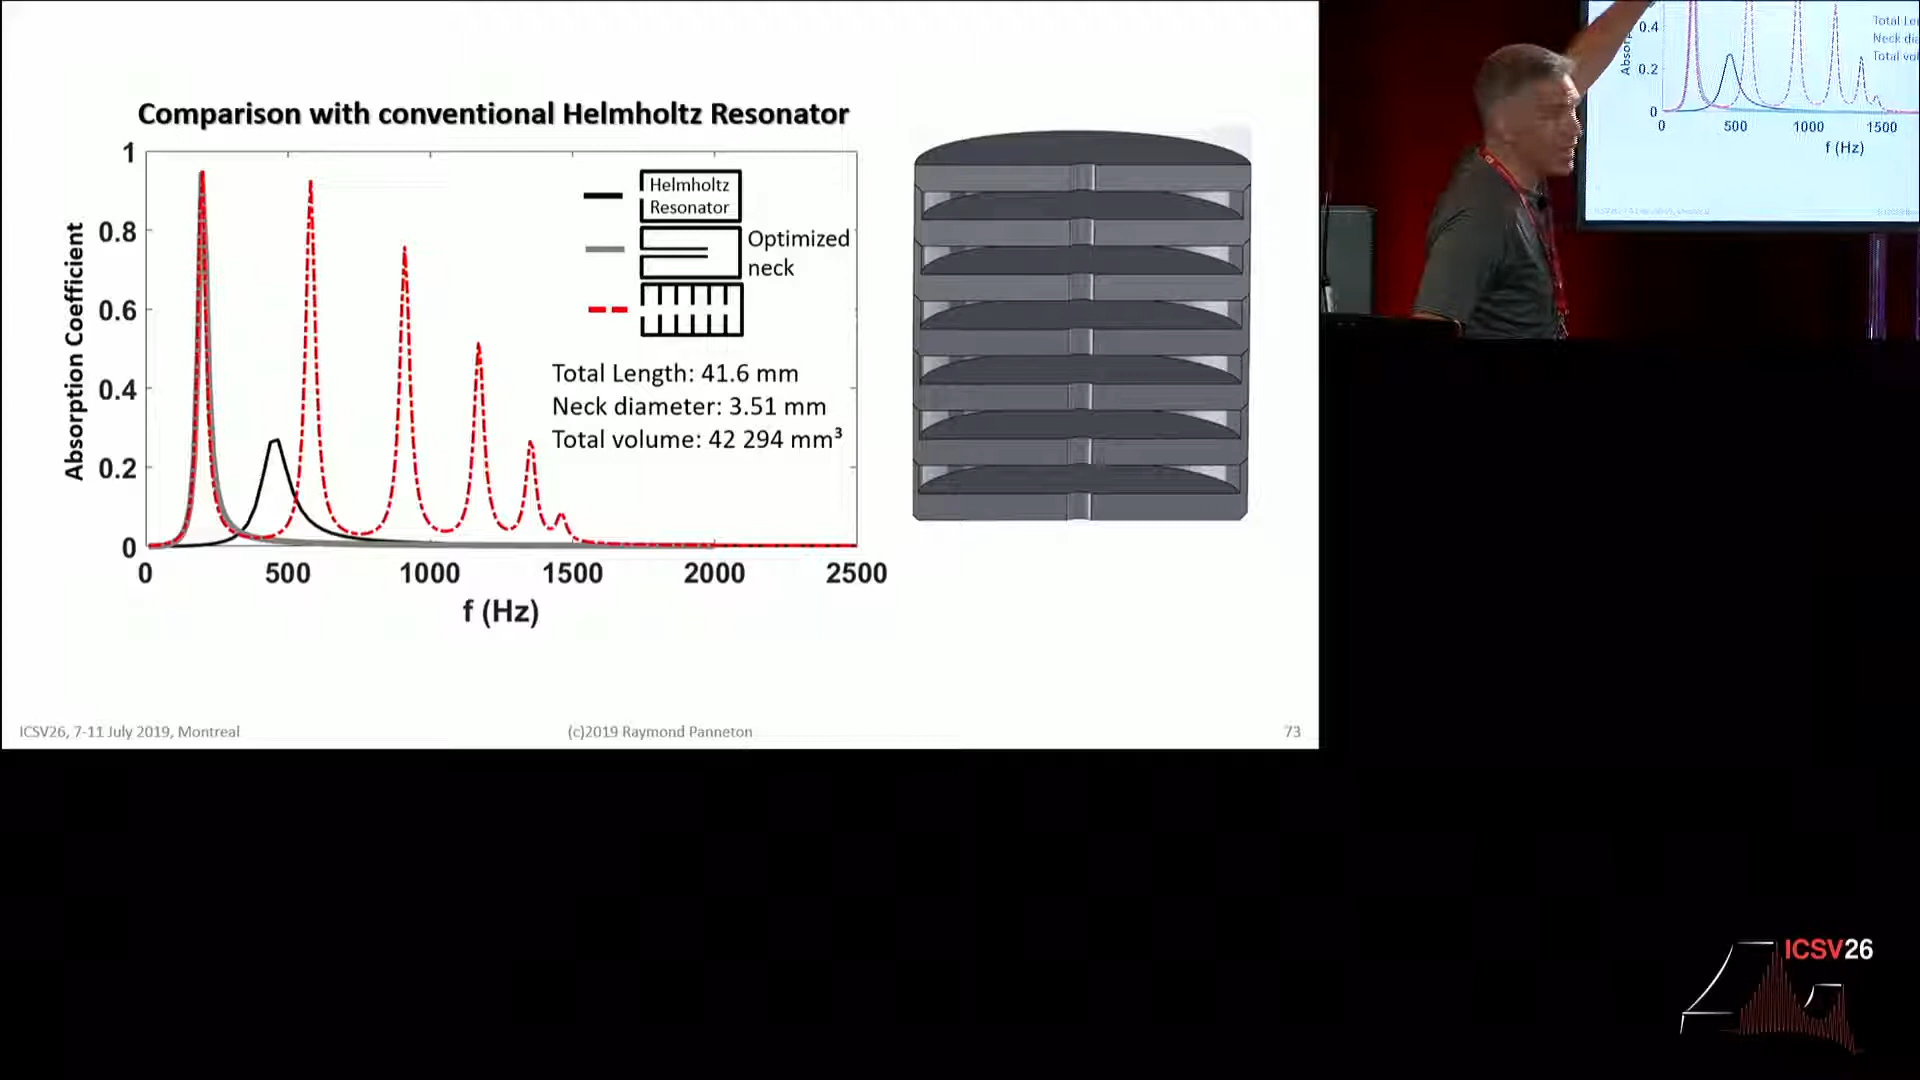 Comparison with conventional Helmholtz Resonator
1
0.8
0.6
0.4
0.2
0
Absorption Coefficient
0 500 1000 1500 2000 2500
f (Hz)
Helmholtz
Resonator
Optimized
neck
Total Length: 41.6 mm
Neck diameter: 3.51 mm
Total volume: 42 294 mm³
ICSV26, 7-11 July 2019, Montreal
(c)2019 Raymond Panneton
73
0.4
0.2
0
0 500 1000 1500
f (Hz)
Total Le
Neck dia
Total vol
ICSV26